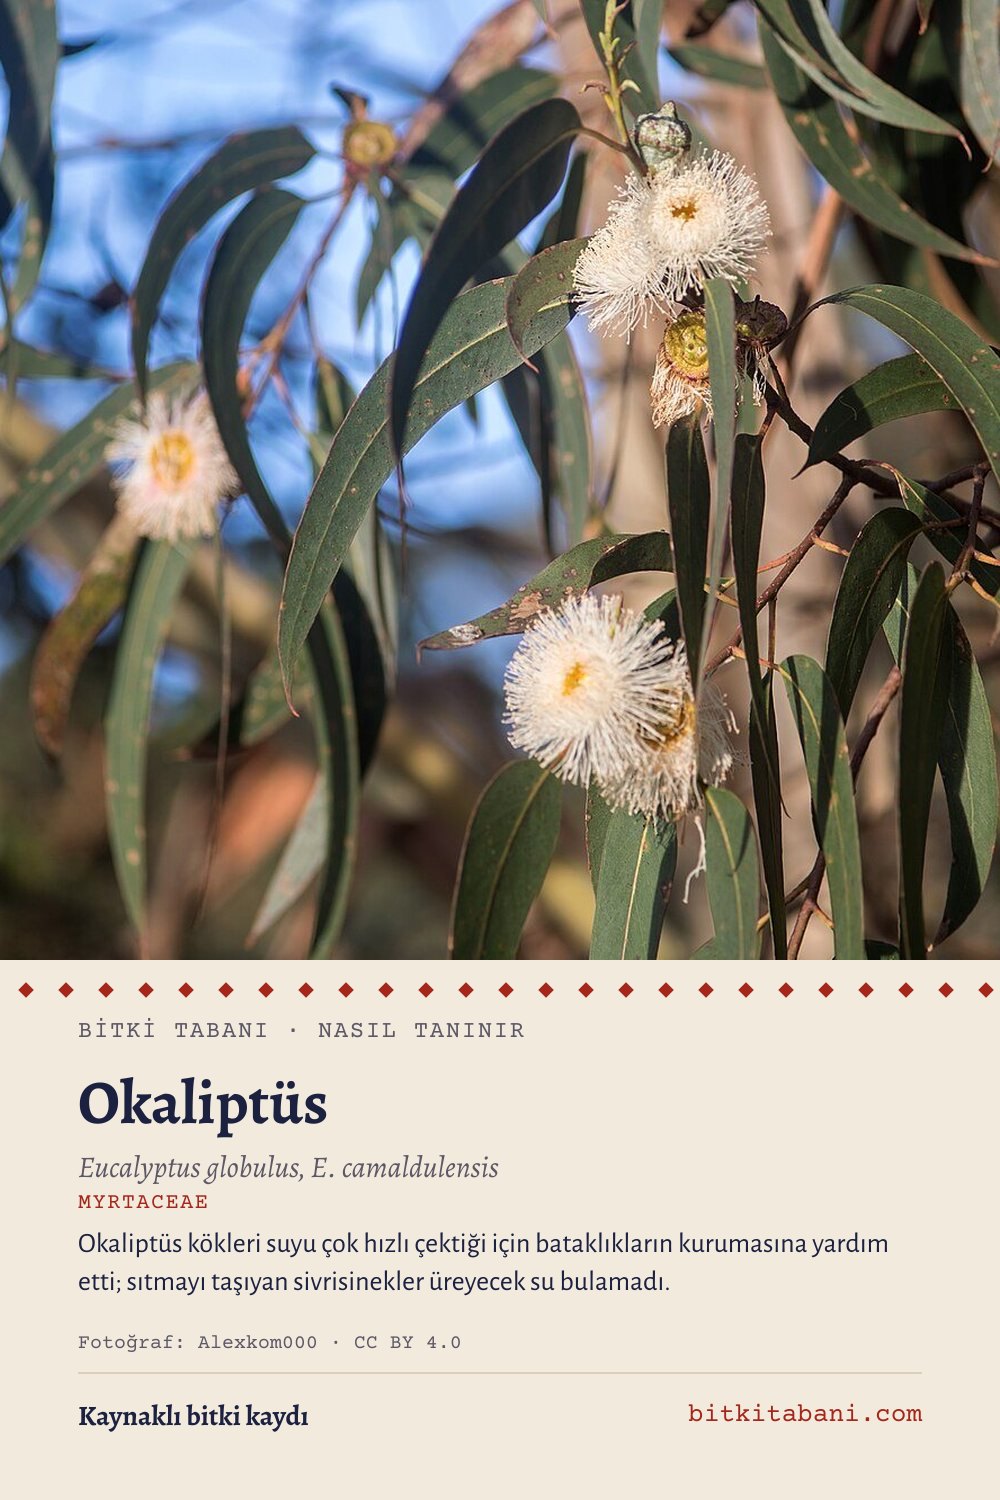 BİTKİ TABANI · NASIL TANINIR
Okaliptüs
Eucalyptus globulus, E. camaldulensis
MYRTACEAE
Okaliptüs kökleri suyu çok hızlı çektiği için bataklıkların kurumasına yardım
etti; sıtmayı taşıyan sivrisinekler üreyecek su bulamadı.
Fotoğraf: Alexkom000 · CC BY 4.0
Kaynaklı bitki kaydı
bitkitabani.com